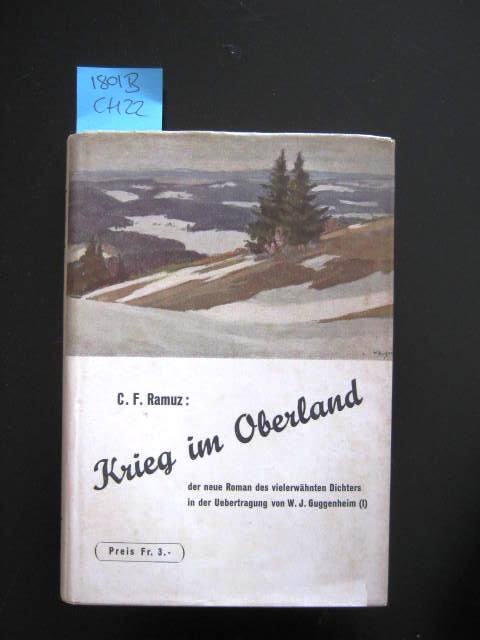 1801B
CH22
C. F. Ramuz:
Krieg im Oberland
der neue Roman des vielerwähnten Dichters
in der Uebertragung von W. J. Guggenheim (I)
Preis Fr. 3.-